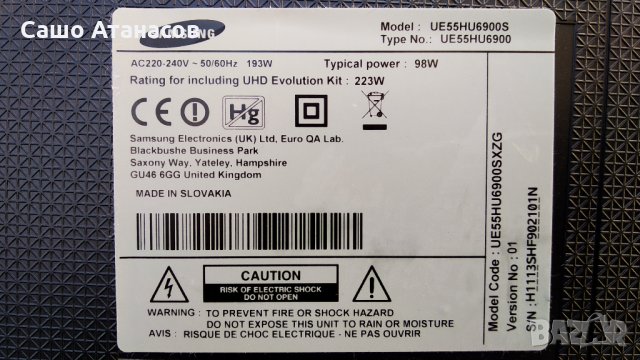 Сашо Атанасов
SAMSUNG
Model : UE55HU6900S
Type No.: UE55HU6900
AC220-240V ~ 50/60Hz 193W
Typical power : 98W
Rating for including UHD Evolution Kit : 223W
CE
Hg
Samsung Electronics (UK) Ltd, Euro QA Lab.
Blackbushe Business Park
Saxony Way, Yateley, Hampshire
GU46 6GG United Kingdom
MADE IN SLOVAKIA
CAUTION
RISK OF ELECTRIC SHOCK
DO NOT OPEN
WARNING : TO PREVENT FIRE OR SHOCK HAZARD
DO NOT EXPOSE THIS UNIT TO RAIN OR MOISTURE
AVIS : RISQUE DE CHOC ELECTRIQUE - NE PAS OUVRIR
Model Code : UE55HU6900SXZG
Version No : 01
S/N : H1113SHF902101N
BAZAR